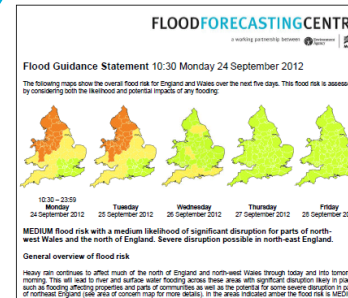 FLOODFORECASTINGCENTR
a working partnership between
Flood Guidance Statement 10:30 Monday 24 September 2012
The following maps show the overall flood risk for England and Wales over the next five days. This flood risk is assesse
by considering both the likelihood and potential impacts of any flooding:
10:30 – 23:59
Monday Tuesday Wednesday Thursday Friday
24 September 2012 25 September 2012 26 September 2012 27 September 2012 28 September 20
MEDIUM flood risk with a medium likelihood of significant disruption for parts of north-
west Wales and the north of England. Severe disruption possible in north-east England.
General overview of flood risk
Heavy rain continues to affect much of the north of England and north-west Wales through today and into tomor
morning. This will lead to river and surface water flooding across these areas with significant disruption likely in plac
such as flooding affecting properties and parts of communities as well as the potential for some severe disruption in pa
of northeast England (see area of concern map for more details). In the areas indicated amber the flood risk is MEDI